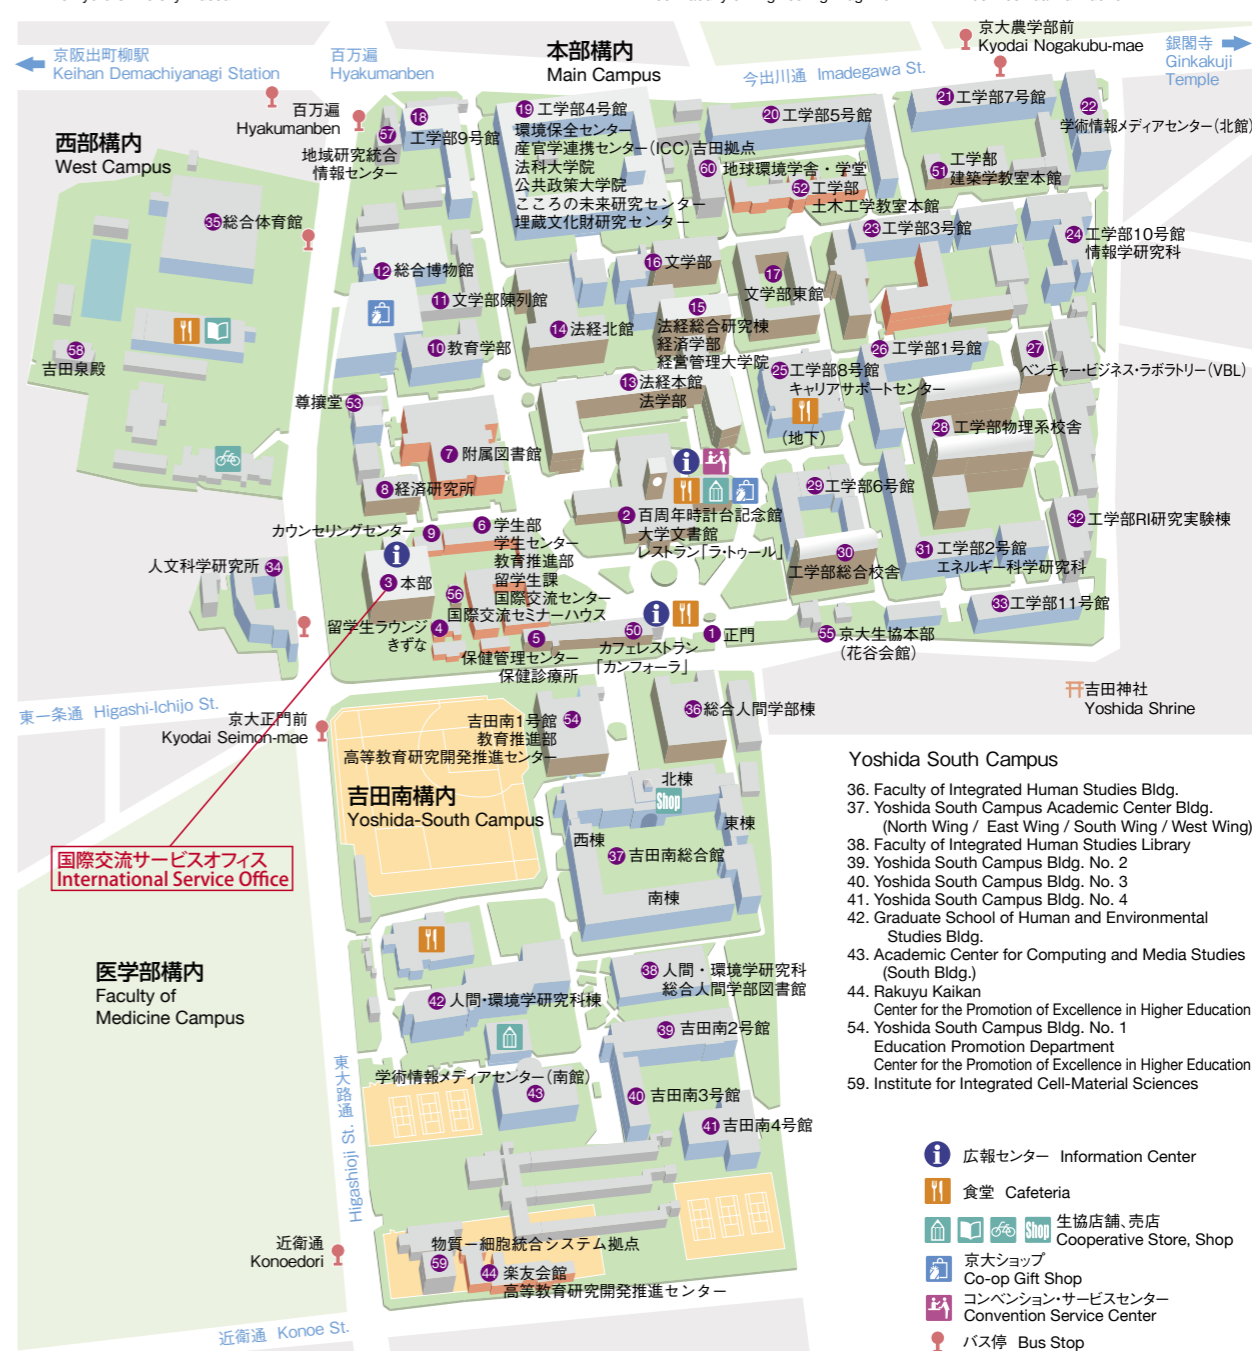 京阪出町柳駅
Keihan Demachiyanagi Station
百万遍
Hyakumanben
本部構内
Main Campus
今出川通 Imadegawa St.
京大農学部前
Kyodai Nogakubu-mae
銀閣寺
Ginkakuji
Temple
百万遍
Hyakumanben
西部構内
West Campus
18 工学部9号館
57 地域研究統合
情報センター
19 工学部4号館
環境保全センター
産官学連携センター(ICC)吉田拠点
法科大学院
公共政策大学院
こころの未来研究センター
埋蔵文化財研究センター
20 工学部5号館
21 工学部7号館
22
学術情報メディアセンター(北館)
60 地球環境学舎・学堂
52 工学部
土木工学教室本館
51 工学部
建築学教室本館
35 総合体育館
23 工学部3号館
24 工学部10号館
情報学研究科
12 総合博物館
16 文学部
17
文学部東館
11 文学部陳列館
15
法経総合研究棟
経済学部
経営管理大学院
14 法経北館
10 教育学部
58
吉田泉殿
26 工学部1号館
27
ベンチャー・ビジネス・ラボラトリー(VBL)
25 工学部8号館
キャリアサポートセンター
(地下)
13 法経本館
法学部
尊攘堂 53
7 附属図書館
28 工学部物理系校舎
8 経済研究所
29 工学部6号館
2 百周年時計台記念館
大学文書館
レストラン「ラ・トゥール」
32 工学部RI研究実験棟
カウンセリングセンター 9
6 学生部
学生センター
教育推進部
留学生課
国際交流センター
56
国際交流セミナーハウス
3 本部
人文科学研究所 34
30
工学部総合校舎
31 工学部2号館
エネルギー科学研究科
33 工学部11号館
留学生ラウンジ 4
きずな
5
保健管理センター
保健診療所
50
カフェレストラン
「カンフォーラ」
1 正門
55 京大生協本部
(花谷会館)
吉田神社
Yoshida Shrine
東一条通 Higashi-Ichijo St.
京大正門前
Kyodai Seimon-mae
吉田南1号館 54
教育推進部
高等教育研究開発推進センター
36 総合人間学部棟
吉田南構内
Yoshida-South Campus
北棟
Shop
東棟
西棟
37 吉田南総合館
南棟
国際交流サービスオフィス
International Service Office
Yoshida South Campus
36. Faculty of Integrated Human Studies Bldg.
37. Yoshida South Campus Academic Center Bldg.
(North Wing / East Wing / South Wing / West Wing)
38. Faculty of Integrated Human Studies Library
39. Yoshida South Campus Bldg. No. 2
40. Yoshida South Campus Bldg. No. 3
41. Yoshida South Campus Bldg. No. 4
42. Graduate School of Human and Environmental
Studies Bldg.
43. Academic Center for Computing and Media Studies
(South Bldg.)
44. Rakuyu Kaikan
Center for the Promotion of Excellence in Higher Education
54. Yoshida South Campus Bldg. No. 1
Education Promotion Department
Center for the Promotion of Excellence in Higher Education
59. Institute for Integrated Cell-Material Sciences
医学部構内
Faculty of
Medicine Campus
38 人間・環境学研究科
総合人間学部図書館
42 人間・環境学研究科棟
39 吉田南2号館
学術情報メディアセンター(南館)
43
40 吉田南3号館
41 吉田南4号館
東大路通 Higashioji St.
近衛通
Konoedori
物質－細胞統合システム拠点
59
44 楽友会館
高等教育研究開発推進センター
近衛通 Konoe St.
広報センター Information Center
食堂 Cafeteria
Shop 生協店舗、売店
Cooperative Store, Shop
京大ショップ
Co-op Gift Shop
コンベンション・サービスセンター
Convention Service Center
バス停 Bus Stop